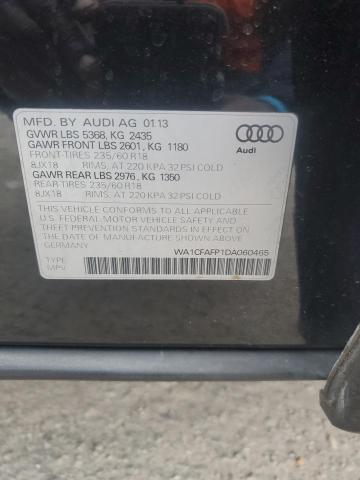 MFD. BY AUDI AG 01.13
GVWR LBS 5368, KG 2435
GAWR FRONT LBS 2601, KG 1180
FRONT-TIRES 235/60 R18
8JX18 RIMS. AT 220 KPA 32 PSI COLD
GAWR REAR LBS 2976, KG 1350
REAR-TIRES 235/60 R18
8JX18 RIMS. AT 220 KPA 32 PSI COLD
Audi
THIS VEHICLE CONFORMS TO ALL APPLICABLE
U.S. FEDERAL MOTOR VEHICLE SAFETY AND
THEFT PREVENTION STANDARDS IN EFFECT ON
THE DATE OF MANUFACTURE SHOWN ABOVE
GERMANY
WA1CFAFP1DA060465
TYPE
MPV